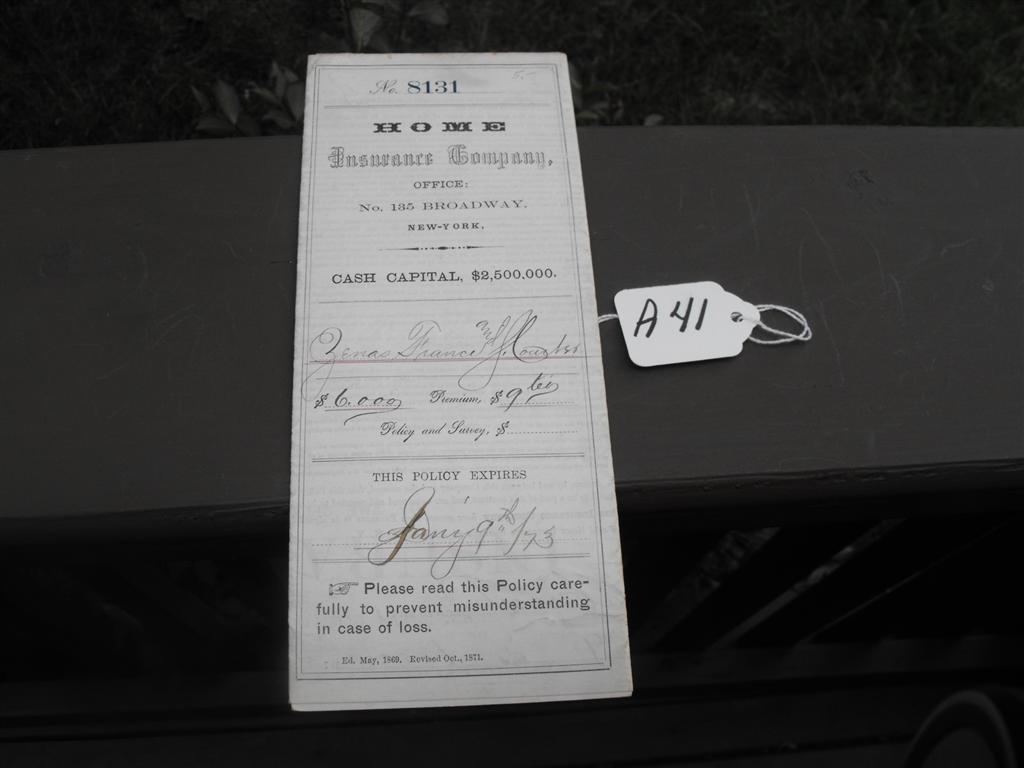 5.–
No. 8131
HOME
Insurance Company,
OFFICE:
No. 135 BROADWAY.
NEW-YORK.
CASH CAPITAL, $2,500,000.
Zenas France
$ 6.000 Premium, $ 9
Policy and Survey, $
THIS POLICY EXPIRES
Jany 9th/73
☞ Please read this Policy care-
fully to prevent misunderstanding
in case of loss.
Ed. May, 1869. Revised Oct., 1871.
A 41